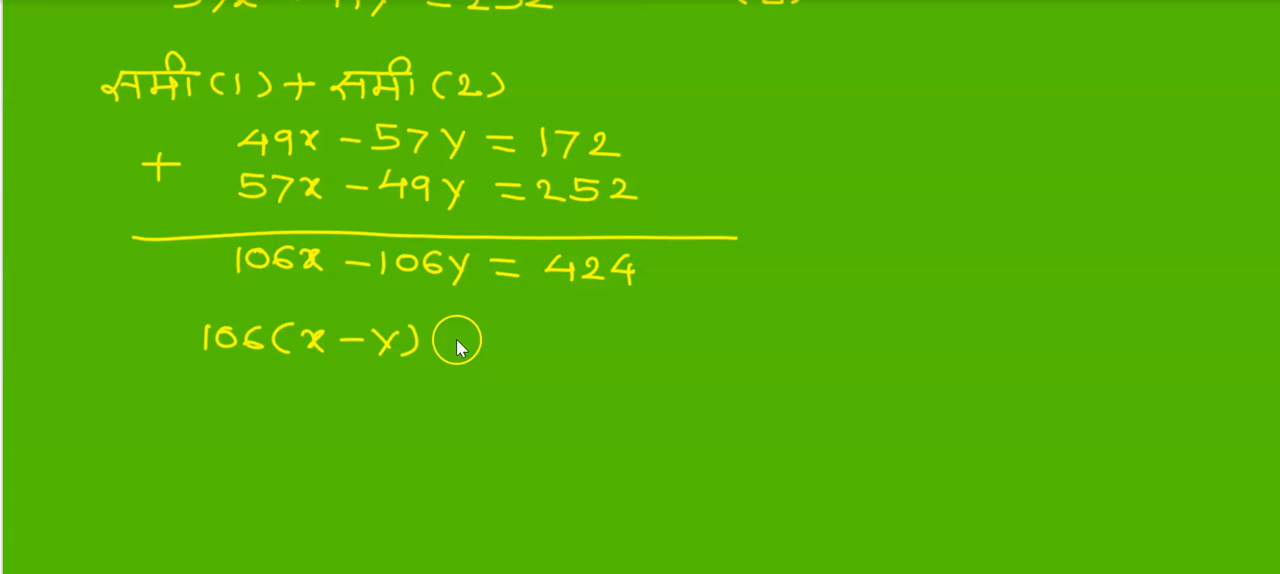 समी (1) + समी (2)
49x - 57y = 172
+
57x - 49y = 252
106x - 106y = 424
106(x - y)